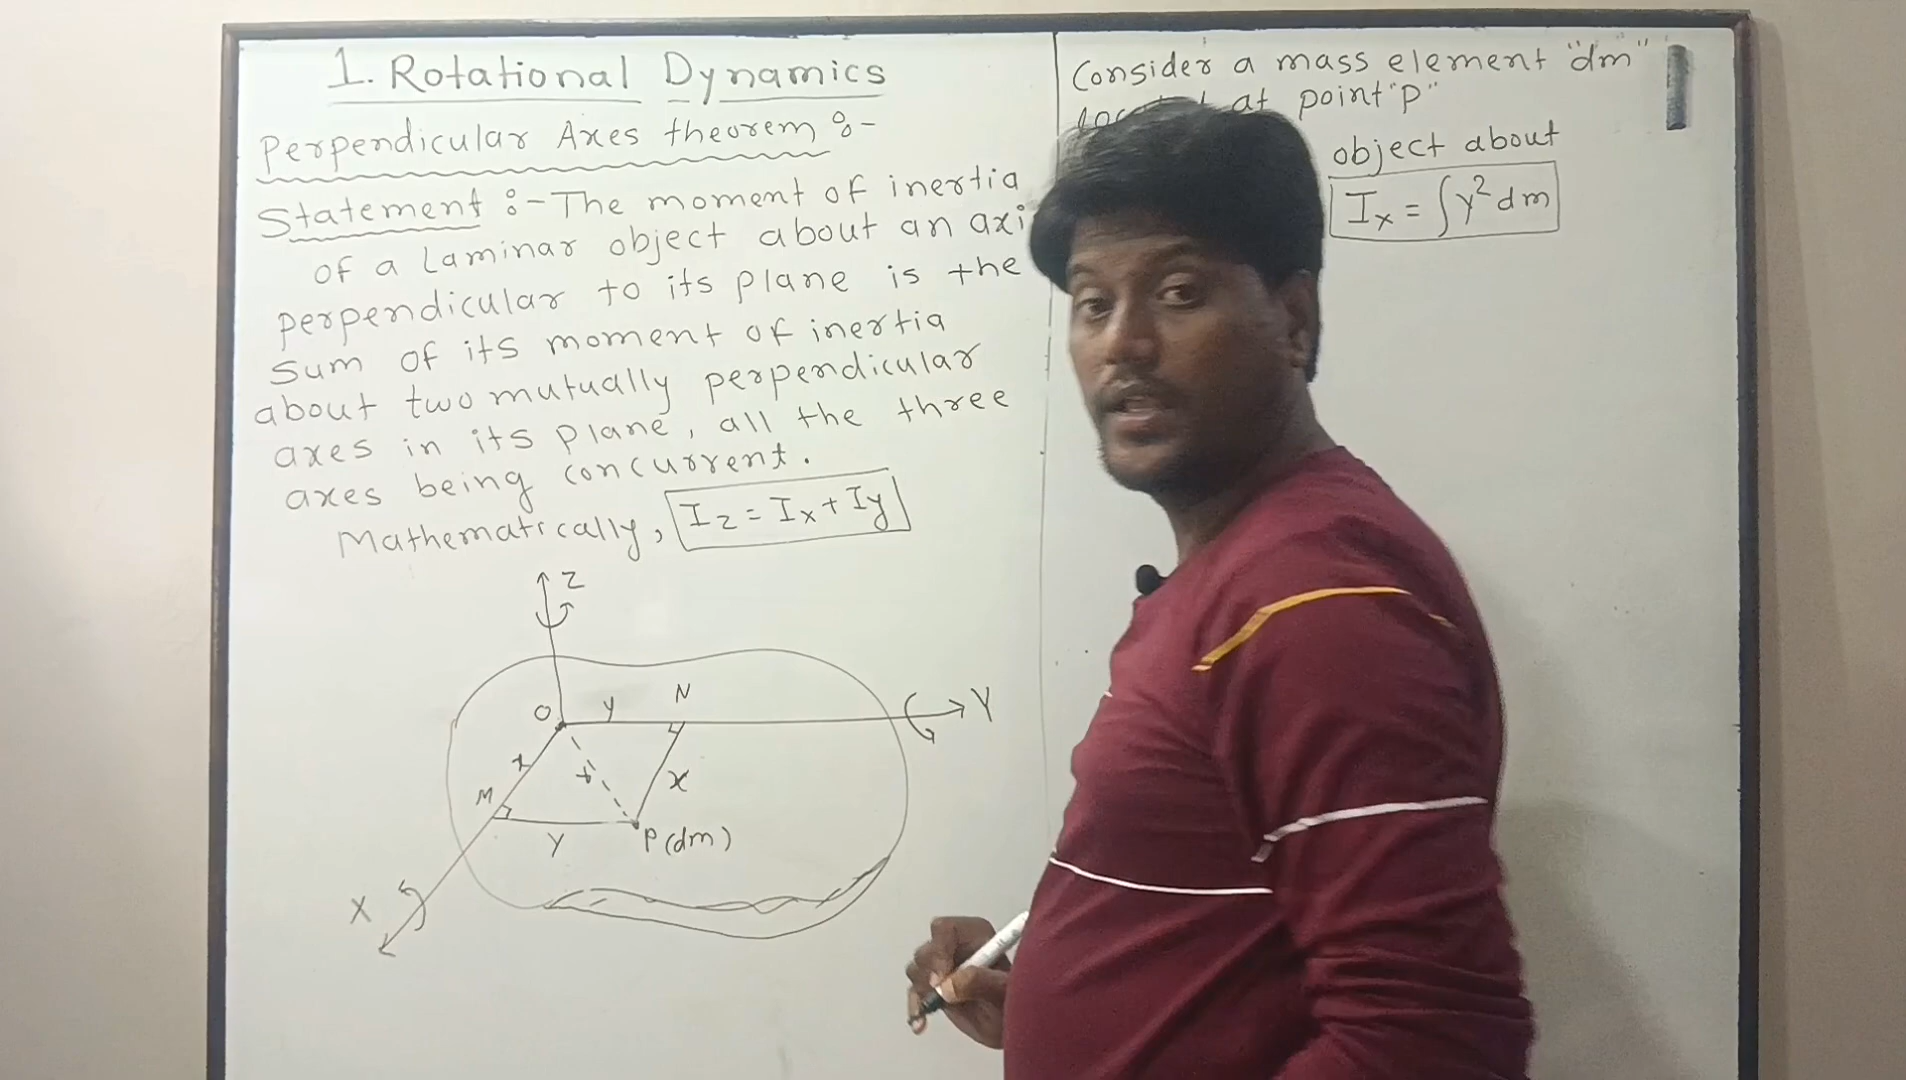 1. Rotational Dynamics
Perpendicular Axes theorem :-
Statement :- The moment of inertia
of a Laminar object about an axi
perpendicular to its plane is the
sum of its moment of inertia
about two mutually perpendicular
axes in its plane, all the three
axes being concurrent.
Mathematically, Iz = Ix + Iy
Z
O y N Y
x x
M
y P(dm)
X
Consider a mass element "dm"
at point "p"
object about
Ix = ∫y² dm